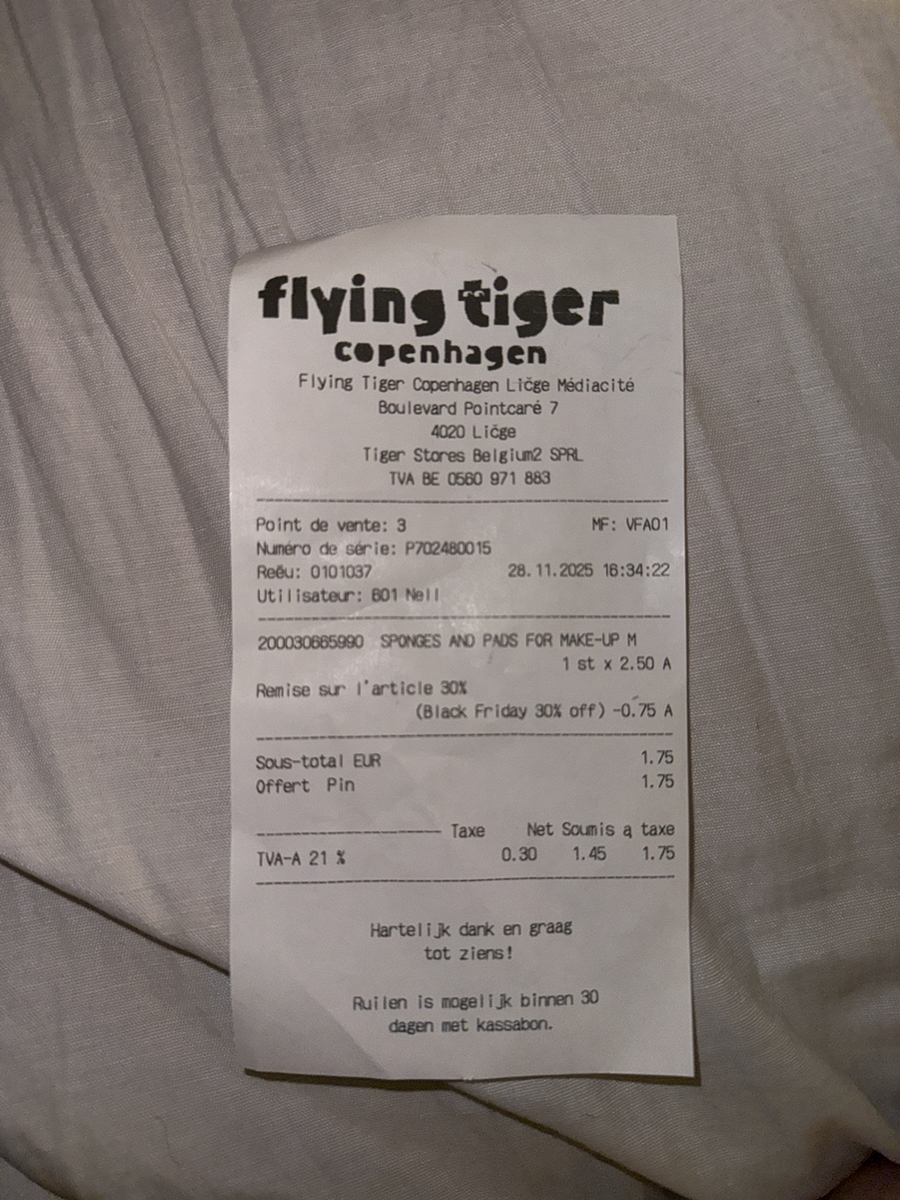 flying tiger
copenhagen
Flying Tiger Copenhagen Ličge Médiacité
Boulevard Pointcaré 7
4020 Ličge
Tiger Stores Belgium2 SPRL
TVA BE 0560 971 883
Point de vente: 3 MF: VFA01
Numéro de série: P702480015
Reëu: 0101037 28.11.2025 16:34:22
Utilisateur: 601 Nell
200030665990 SPONGES AND PADS FOR MAKE-UP M
1 st x 2.50 A
Remise sur l'article 30%
(Black Friday 30% off) -0.75 A
Sous-total EUR 1.75
Offert Pin 1.75
Taxe Net Soumis ą taxe
TVA-A 21 % 0.30 1.45 1.75
Hartelijk dank en graag
tot ziens!
Ruilen is mogelijk binnen 30
dagen met kassabon.